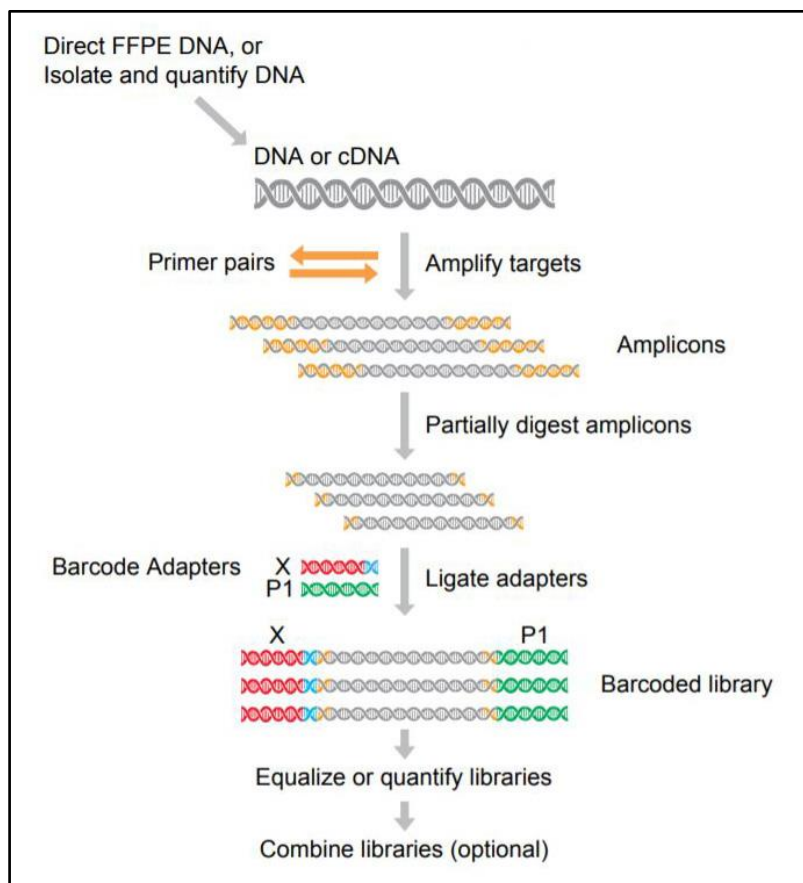 Direct FFPE DNA, or
Isolate and quantify DNA
DNA or cDNA
Primer pairs
Amplify targets
Amplicons
Partially digest amplicons
Barcode Adapters
X
P1
Ligate adapters
X
P1
Barcoded library
Equalize or quantify libraries
Combine libraries (optional)